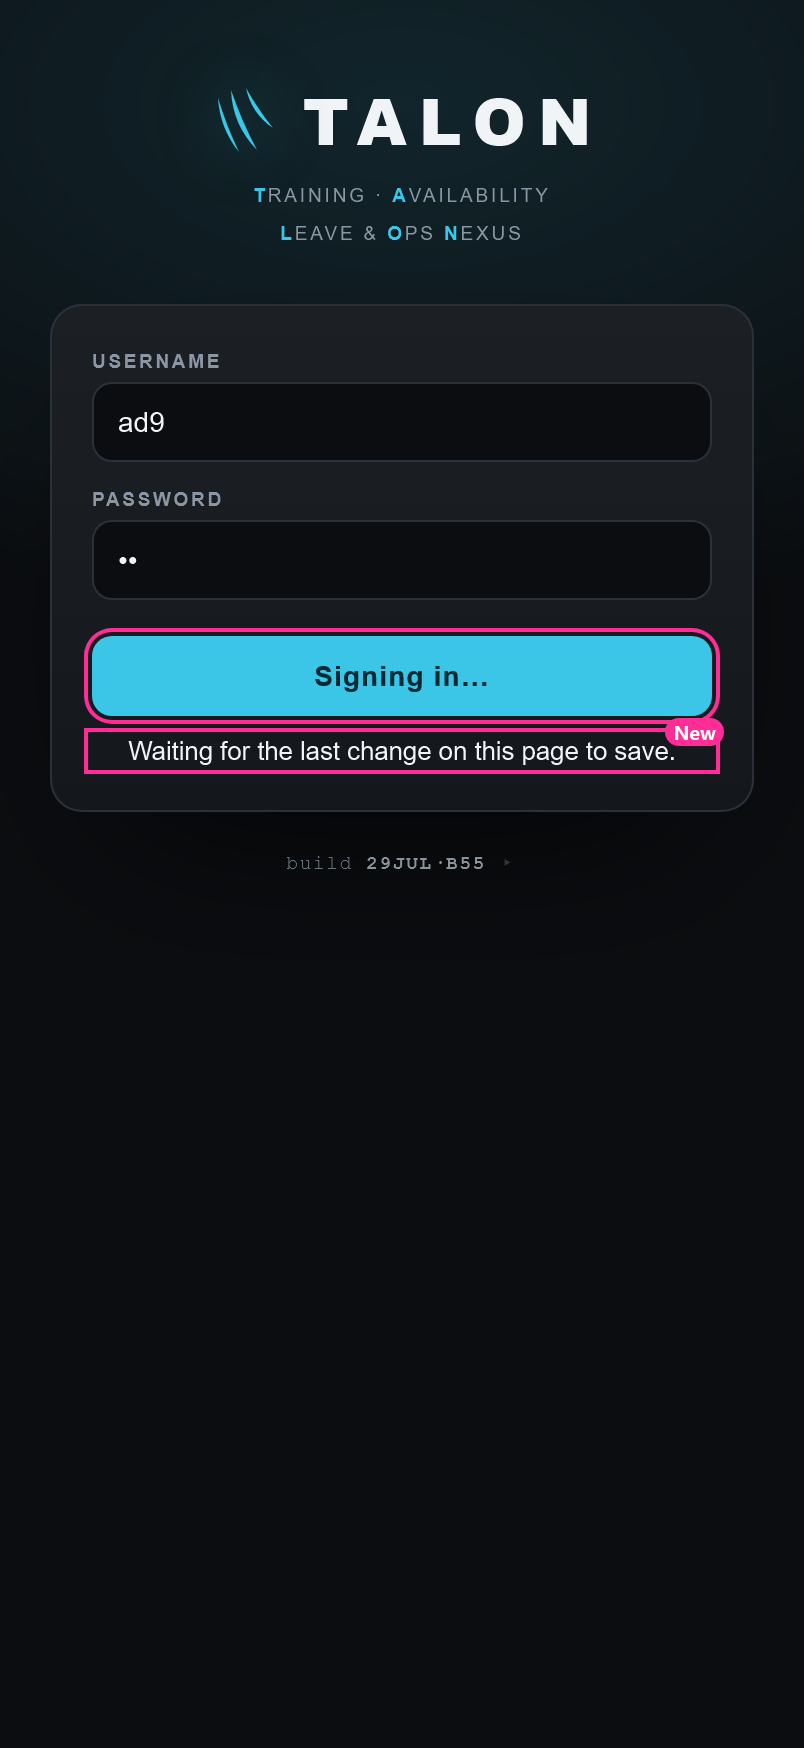 TALON
TRAINING · AVAILABILITY
LEAVE & OPS NEXUS
USERNAME
ad9
PASSWORD
••
Signing in...
New
Waiting for the last change on this page to save.
build 29JUL·B55 ▸